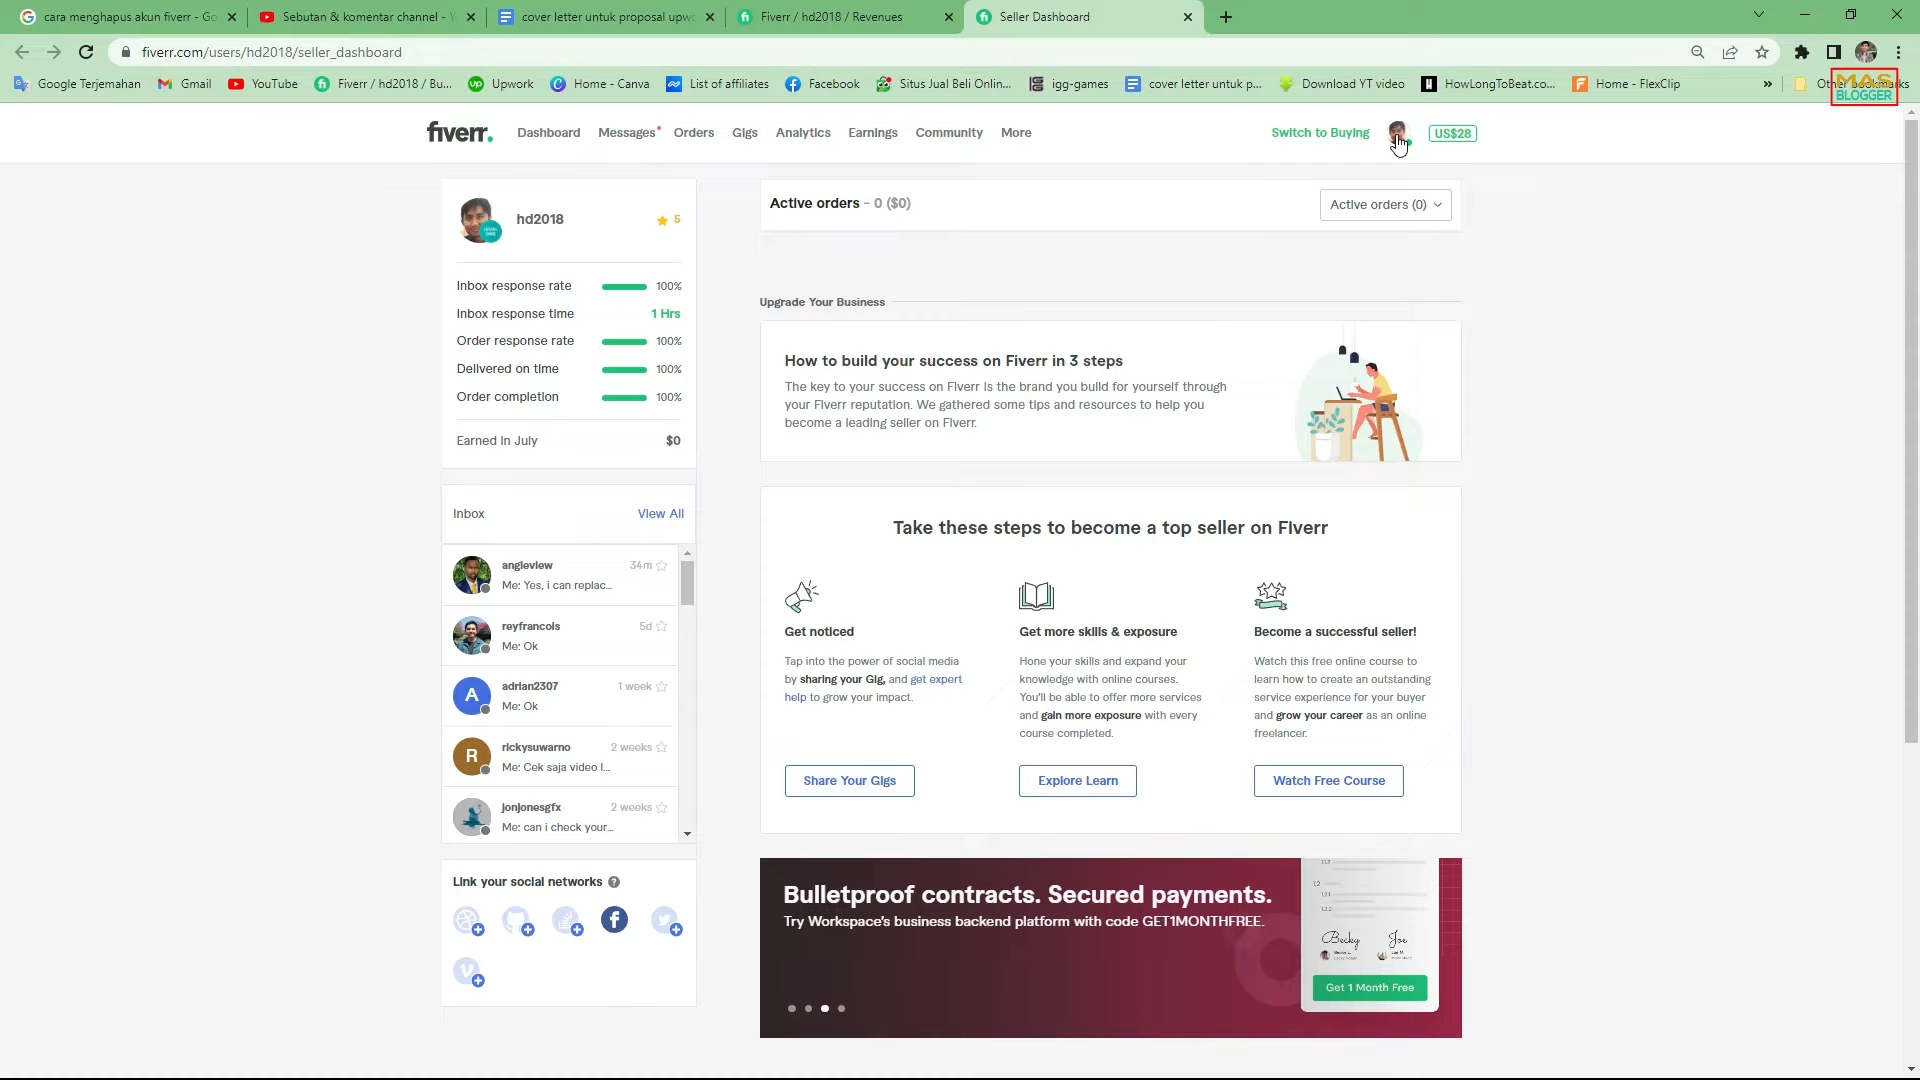 cara menghapus akun fiverr - Go
Sebutan & komentar channel - Y
cover letter untuk proposal upwo
Fiverr / hd2018 / Revenues
Seller Dashboard
fiverr.com/users/hd2018/seller_dashboard
Google Terjemahan
Gmail
YouTube
Fiverr / hd2018 / Bu...
Upwork
Home - Canva
List of affiliates
Facebook
Situs Jual Beli Onlin...
igg-games
cover letter untuk p...
Download YT video
HowLongToBeat.co...
Home - FlexClip
»
Other bookmarks
MAS
BLOGGER
fiverr.
Dashboard
Messages
Orders
Gigs
Analytics
Earnings
Community
More
Switch to Buying
US$28
hd2018
5
Inbox response rate 100%
Inbox response time 1 Hrs
Order response rate 100%
Delivered on time 100%
Order completion 100%
Earned in July $0
Inbox View All
angleview 34m
Me: Yes, i can replac...
reyfrancois 5d
Me: Ok
A
adrian2307 1 week
Me: Ok
R
rickysuwarno 2 weeks
Me: Cek saja video l...
jonjonesgfx 2 weeks
Me: can i check your...
Link your social networks ?
Active orders - 0 ($0)
Active orders (0)
Upgrade Your Business
How to build your success on Fiverr in 3 steps
The key to your success on Fiverr is the brand you build for yourself through
your Fiverr reputation. We gathered some tips and resources to help you
become a leading seller on Fiverr.
Take these steps to become a top seller on Fiverr
Get noticed
Tap into the power of social media
by sharing your Gig, and get expert
help to grow your impact.
Share Your Gigs
Get more skills & exposure
Hone your skills and expand your
knowledge with online courses.
You'll be able to offer more services
and gain more exposure with every
course completed.
Explore Learn
Become a successful seller!
Watch this free online course to
learn how to create an outstanding
service experience for your buyer
and grow your career as an online
freelancer.
Watch Free Course
Bulletproof contracts. Secured payments.
Try Workspace's business backend platform with code GET1MONTHFREE.
1.2
1.2.1
1.2.2
Becky
Joe
Get 1 Month Free